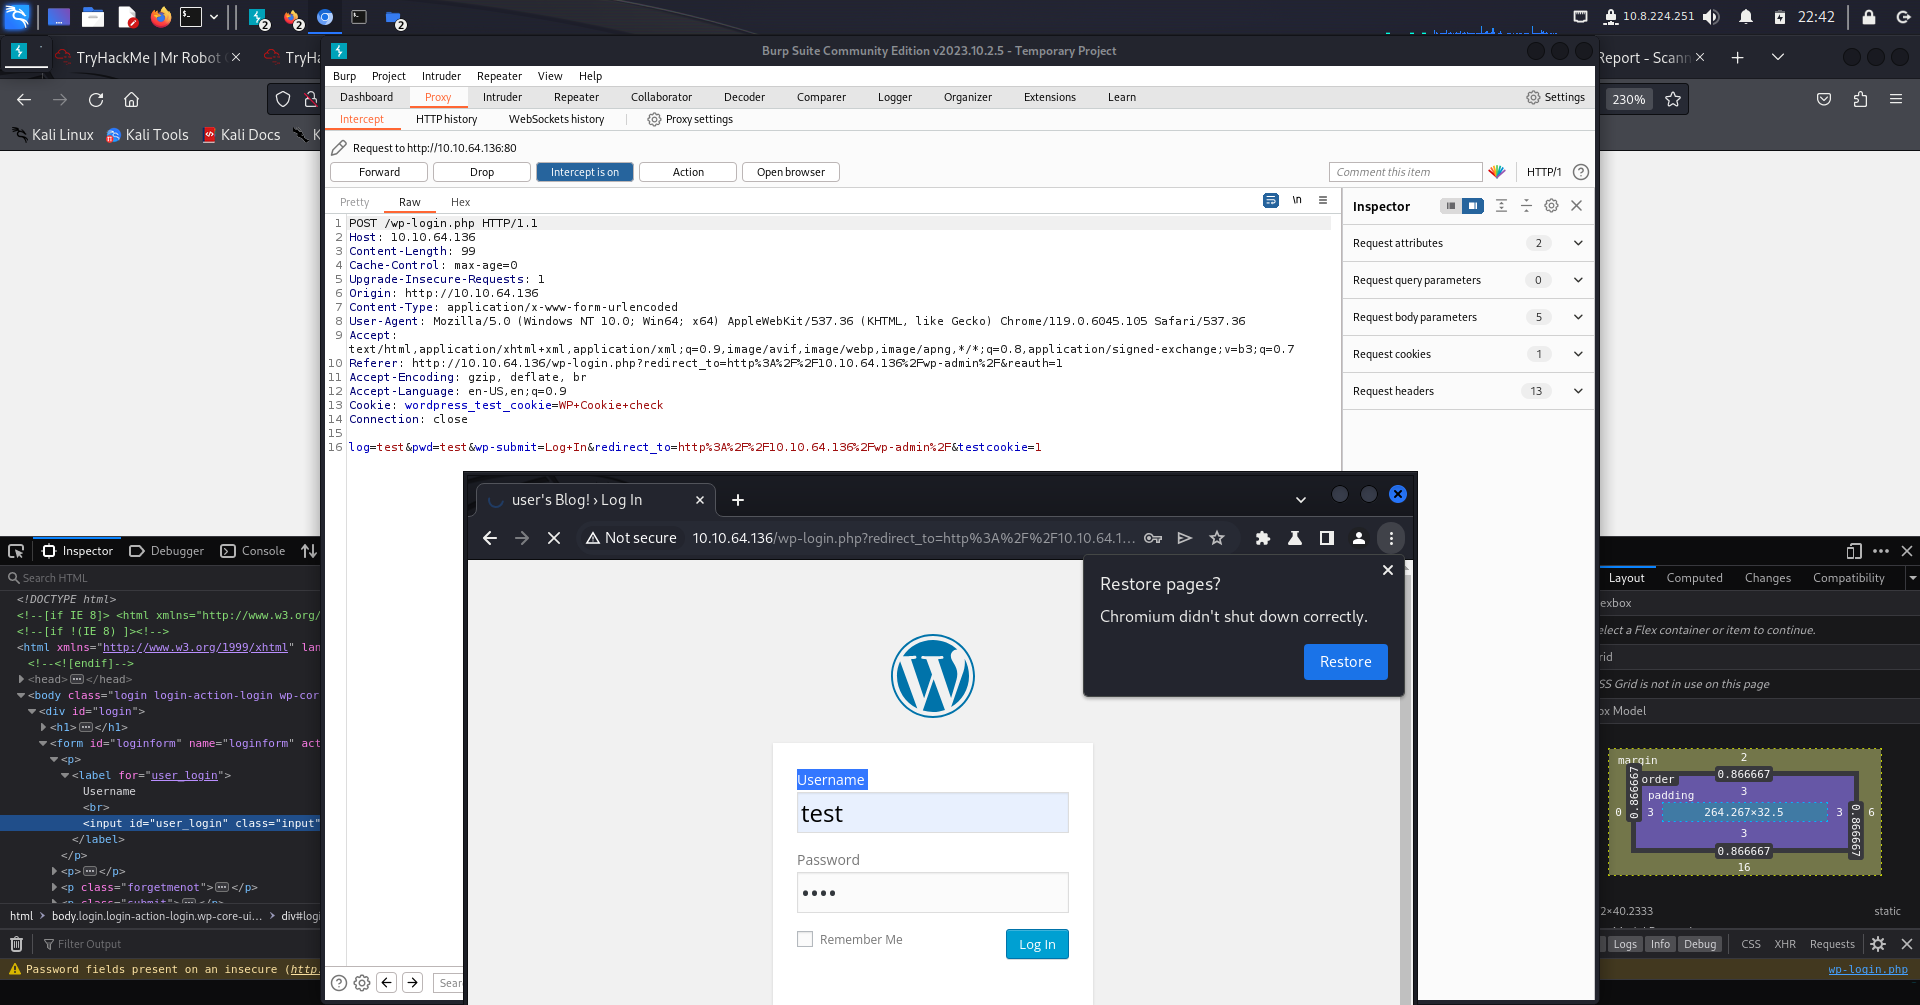 2
2
2
10.8.224.251
22:42
TryHackMe | Mr Robot
TryHa
Burp Suite Community Edition v2023.10.2.5 - Temporary Project
Report - Scann
Burp Project Intruder Repeater View Help
Dashboard Proxy Intruder Repeater Collaborator Decoder Comparer Logger Organizer Extensions Learn Settings
230%
Intercept HTTP history WebSockets history Proxy settings
Kali Linux Kali Tools Kali Docs K
Request to http://10.10.64.136:80
Forward Drop Intercept is on Action Open browser Comment this item HTTP/1 ?
Pretty Raw Hex \n
Inspector
1 POST /wp-login.php HTTP/1.1
2 Host: 10.10.64.136
3 Content-Length: 99
4 Cache-Control: max-age=0
5 Upgrade-Insecure-Requests: 1
6 Origin: http://10.10.64.136
7 Content-Type: application/x-www-form-urlencoded
8 User-Agent: Mozilla/5.0 (Windows NT 10.0; Win64; x64) AppleWebKit/537.36 (KHTML, like Gecko) Chrome/119.0.6045.105 Safari/537.36
9 Accept:
text/html,application/xhtml+xml,application/xml;q=0.9,image/avif,image/webp,image/apng,*/*;q=0.8,application/signed-exchange;v=b3;q=0.7
10 Referer: http://10.10.64.136/wp-login.php?redirect_to=http%3A%2F%2F10.10.64.136%2Fwp-admin%2F&reauth=1
11 Accept-Encoding: gzip, deflate, br
12 Accept-Language: en-US,en;q=0.9
13 Cookie: wordpress_test_cookie=WP+Cookie+check
14 Connection: close
15
16 log=test&pwd=test&wp-submit=Log+In&redirect_to=http%3A%2F%2F10.10.64.136%2Fwp-admin%2F&testcookie=1
Request attributes 2
Request query parameters 0
Request body parameters 5
Request cookies 1
Request headers 13
user's Blog! › Log In
Not secure 10.10.64.136/wp-login.php?redirect_to=http%3A%2F%2F10.10.64.1...
Restore pages?
Chromium didn't shut down correctly.
Restore
Username
test
Password
••••
Remember Me
Log In
Inspector Debugger Console
Search HTML
<!DOCTYPE html>
<!--[if IE 8]> <html xmlns="http://www.w3.org/
<!--[if !(IE 8) ]><!-->
<html xmlns="http://www.w3.org/1999/xhtml" lan
<!--<![endif]-->
<head>…</head>
<body class="login login-action-login wp-cor
<div id="login">
<h1>…</h1>
<form id="loginform" name="loginform" act
<p>
<label for="user_login">
Username
<br>
<input id="user_login" class="input"
</label>
</p>
<p>…</p>
<p class="forgetmenot">…</p>
<p class="submit">…</p>
html body.login.login-action-login.wp-core-ui... div#logi
Filter Output
Password fields present on an insecure (http:
? Sear
Layout Computed Changes Compatibility
exbox
elect a Flex container or item to continue.
rid
SS Grid is not in use on this page
ox Model
margin 2
order 0.866667
padding 3
0 0.866667 3 264.267×32.5 3 0.866667 6
3
0.866667
16
2×40.2333 static
Logs Info Debug CSS XHR Requests
wp-login.php